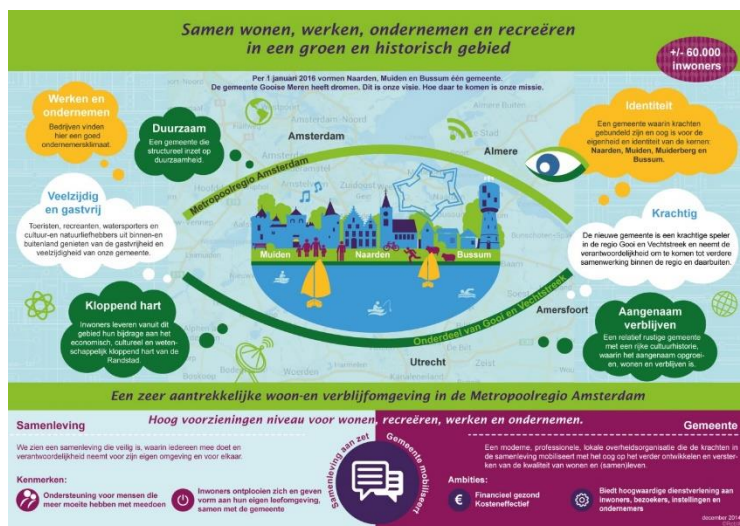 Samen wonen, werken, ondernemen en recreëren
in een groen en historisch gebied
+/- 60.000
inwoners
Per 1 januari 2016 vormen Naarden, Muiden en Bussum één gemeente.
De gemeente Gooise Meren heeft dromen. Dit is onze visie. Hoe daar te komen is onze missie.
Werken en
ondernemen
Bedrijven vinden
hier een goed
ondernemersklimaat.
Duurzaam
Een gemeente die
structureel inzet op
duurzaamheid.
Amsterdam
Almere
Identiteit
Een gemeente waarin krachten
gebundeld zijn en oog is voor de
eigenheid en identiteit van de kernen:
Naarden, Muiden, Muiderberg en
Bussum.
Metropoolregio Amsterdam
Veelzijdig
en gastvrij
Toeristen, recreanten, watersporters en
cultuur-en natuurliefhebbers uit binnen-en
buitenland genieten van de gastvrijheid en
veelzijdigheid van onze gemeente.
Muiden
Naarden
Bussum
Krachtig
De nieuwe gemeente is een krachtige speler
in de regio Gooi en Vechtstreek en neemt de
verantwoordelijkheid om te komen tot verdere
samenwerking binnen de regio en daarbuiten.
Kloppend hart
Inwoners leveren vanuit dit
gebied hun bijdrage aan het
economisch, cultureel en weten-
schappelijk kloppend hart van de
Randstad.
Onderdeel van Gooi en Vechtstreek
Utrecht
Amersfoort
Aangenaam
verblijven
Een relatief rustige gemeente
met een rijke cultuurhistorie,
waarin het aangenaam opgroei-
en, wonen en verblijven is.
Een zeer aantrekkelijke woon-en verblijfomgeving in de Metropoolregio Amsterdam
Hoog voorzieningen niveau voor wonen, recreëren, werken en ondernemen.
Samenleving
We zien een samenleving die veilig is, waarin iedereen mee doet en
verantwoordelijkheid neemt voor zijn eigen omgeving en voor elkaar.
Kenmerken:
Ondersteuning voor mensen die
meer moeite hebben met meedoen
Inwoners ontplooien zich en geven
vorm aan hun eigen leefomgeving,
samen met de gemeente
Samenleving aan zet
Gemeente mobiliseert
Gemeente
Een moderne, professionele, lokale overheidsorganisatie die de krachten in
de samenleving mobiliseert met het oog op het verder ontwikkelen en verster-
ken van de kwaliteit van wonen en (samen)leven.
Ambities:
Financieel gezond
Kosteneffectief
Biedt hoogwaardige dienstverlening aan
inwoners, bezoekers, instellingen en
ondernemers
december 2014